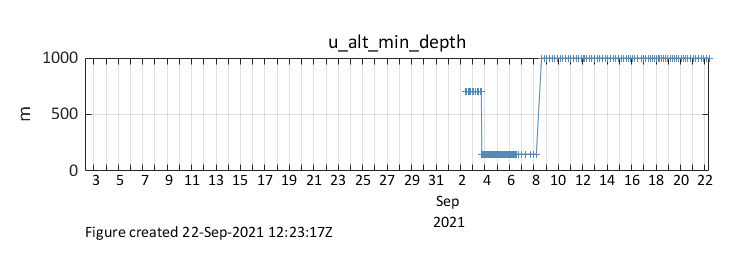 u_alt_min_depth
1000
500
0
m
3 5 7 9 11 13 15 17 19 21 23 25 27 29 31 2 4 6 8 10 12 14 16 18 20 22
Sep
2021
Figure created 22-Sep-2021 12:23:17Z